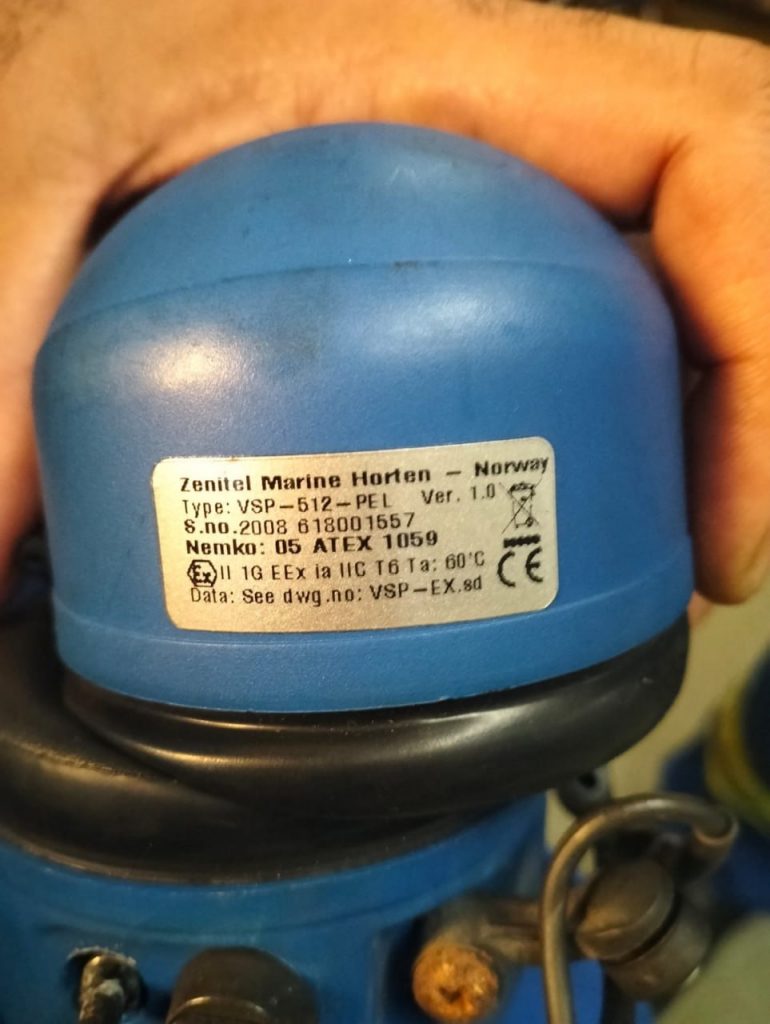 Zenitel Marine Horten – Norway
Type: VSP–512–PEL Ver. 1.0
S.no.2008 618001557
Nemko: 05 ATEX 1059
Ex II 1G EEx ia IIC T6 Ta: 60°C CE
Data: See dwg.no: VSP–EX.sd